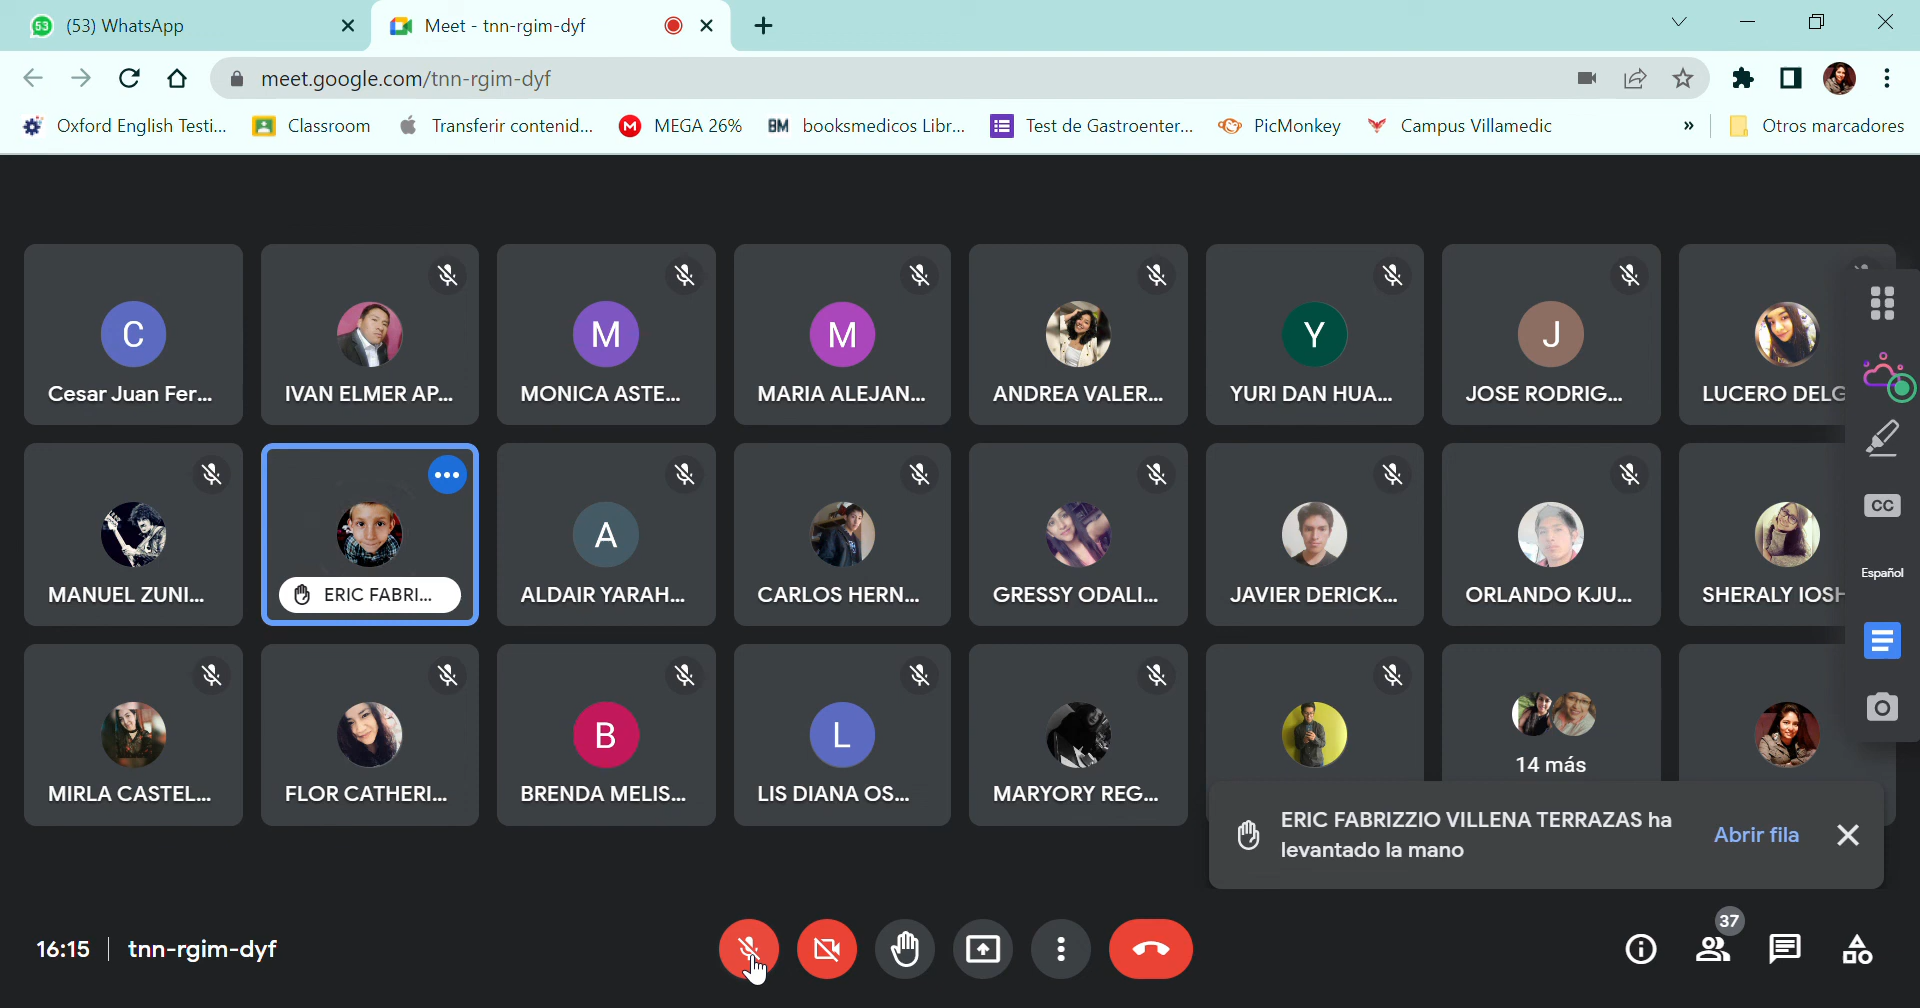 53 (53) WhatsApp
Meet - tnn-rgim-dyf
meet.google.com/tnn-rgim-dyf
Oxford English Testi... Classroom Transferir contenid... M MEGA 26% BM booksmedicos Libr... Test de Gastroenter... PicMonkey Campus Villamedic » Otros marcadores
C M M Y J
Cesar Juan Fer... IVAN ELMER AP... MONICA ASTE... MARIA ALEJAN... ANDREA VALER... YURI DAN HUA... JOSE RODRIG... LUCERO DELG
CC
A
Español
MANUEL ZUNI... ERIC FABRI... ALDAIR YARAH... CARLOS HERN... GRESSY ODALI... JAVIER DERICK... ORLANDO KJU... SHERALY IOSH
B L
14 más
MIRLA CASTEL... FLOR CATHERI... BRENDA MELIS... LIS DIANA OS... MARYORY REG...
ERIC FABRIZZIO VILLENA TERRAZAS ha
levantado la mano
Abrir fila
16:15 tnn-rgim-dyf
37